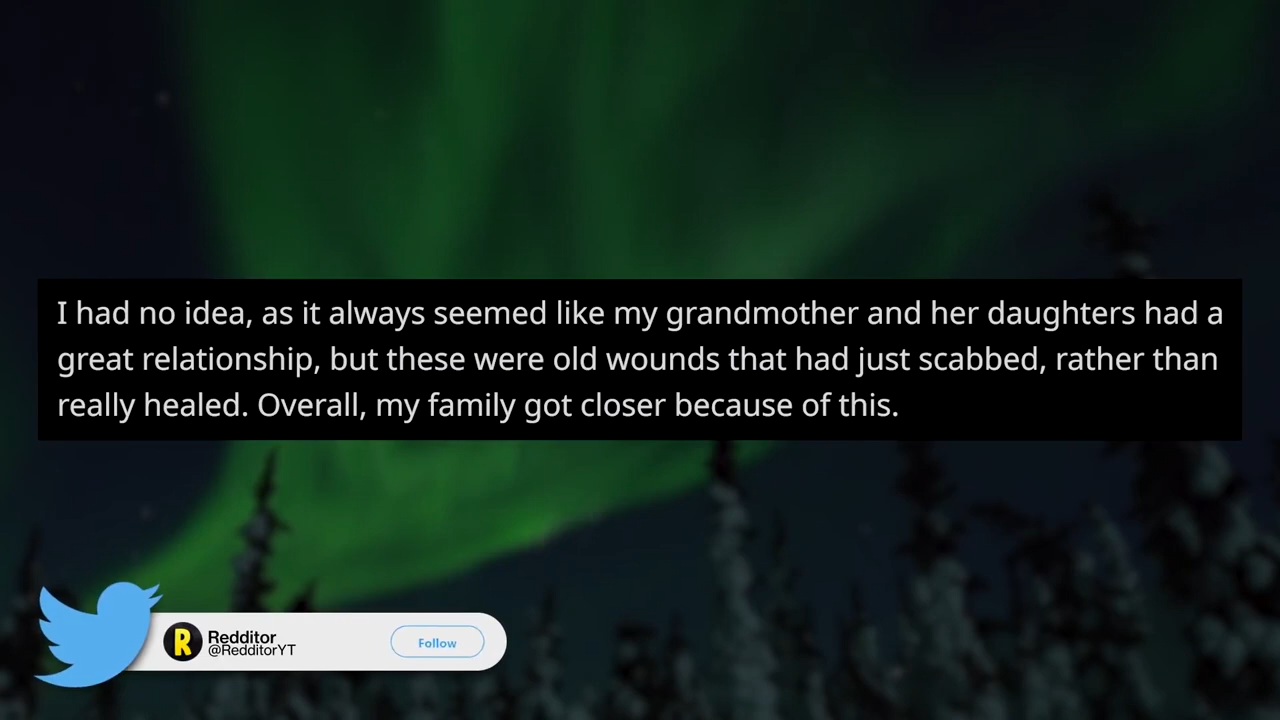 I had no idea, as it always seemed like my grandmother and her daughters had a
great relationship, but these were old wounds that had just scabbed, rather than
really healed. Overall, my family got closer because of this.
R
Redditor
@RedditorYT
Follow